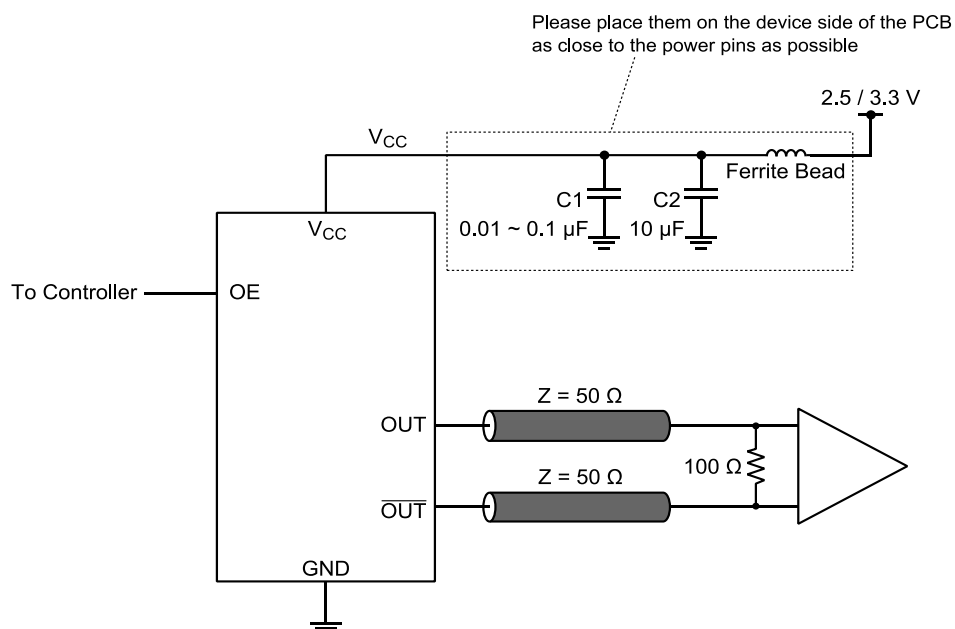 Please place them on the device side of the PCB
as close to the power pins as possible
2.5 / 3.3 V
VCC
Ferrite Bead
C1
C2
0.01 ~ 0.1 µF
10 µF
VCC
To Controller
OE
Z = 50 Ω
OUT
100 Ω
Z = 50 Ω
OUT
GND